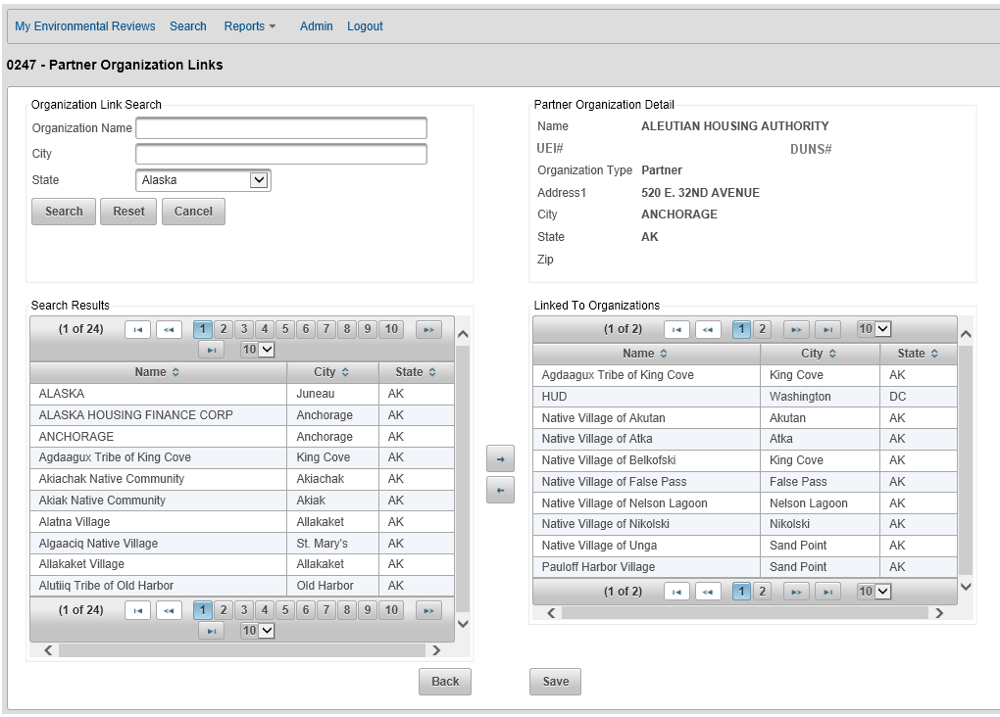 My Environmental Reviews Search Reports Admin Logout
0247 - Partner Organization Links
Organization Link Search
Organization Name
City
State Alaska
Search Reset Cancel
Partner Organization Detail
Name ALEUTIAN HOUSING AUTHORITY
UEI# DUNS#
Organization Type Partner
Address1 520 E. 32ND AVENUE
City ANCHORAGE
State AK
Zip
Search Results
(1 of 24) 1 2 3 4 5 6 7 8 9 10
10
Name City State
ALASKA Juneau AK
ALASKA HOUSING FINANCE CORP Anchorage AK
ANCHORAGE Anchorage AK
Agdaagux Tribe of King Cove King Cove AK
Akiachak Native Community Akiachak AK
Akiak Native Community Akiak AK
Alatna Village Allakaket AK
Algaaciq Native Village St. Mary's AK
Allakaket Village Allakaket AK
Alutiiq Tribe of Old Harbor Old Harbor AK
(1 of 24) 1 2 3 4 5 6 7 8 9 10
10
Linked To Organizations
(1 of 2) 1 2 10
Name City State
Agdaagux Tribe of King Cove King Cove AK
HUD Washington DC
Native Village of Akutan Akutan AK
Native Village of Atka Atka AK
Native Village of Belkofski King Cove AK
Native Village of False Pass False Pass AK
Native Village of Nelson Lagoon Nelson Lagoon AK
Native Village of Nikolski Nikolski AK
Native Village of Unga Sand Point AK
Pauloff Harbor Village Sand Point AK
(1 of 2) 1 2 10
Back Save